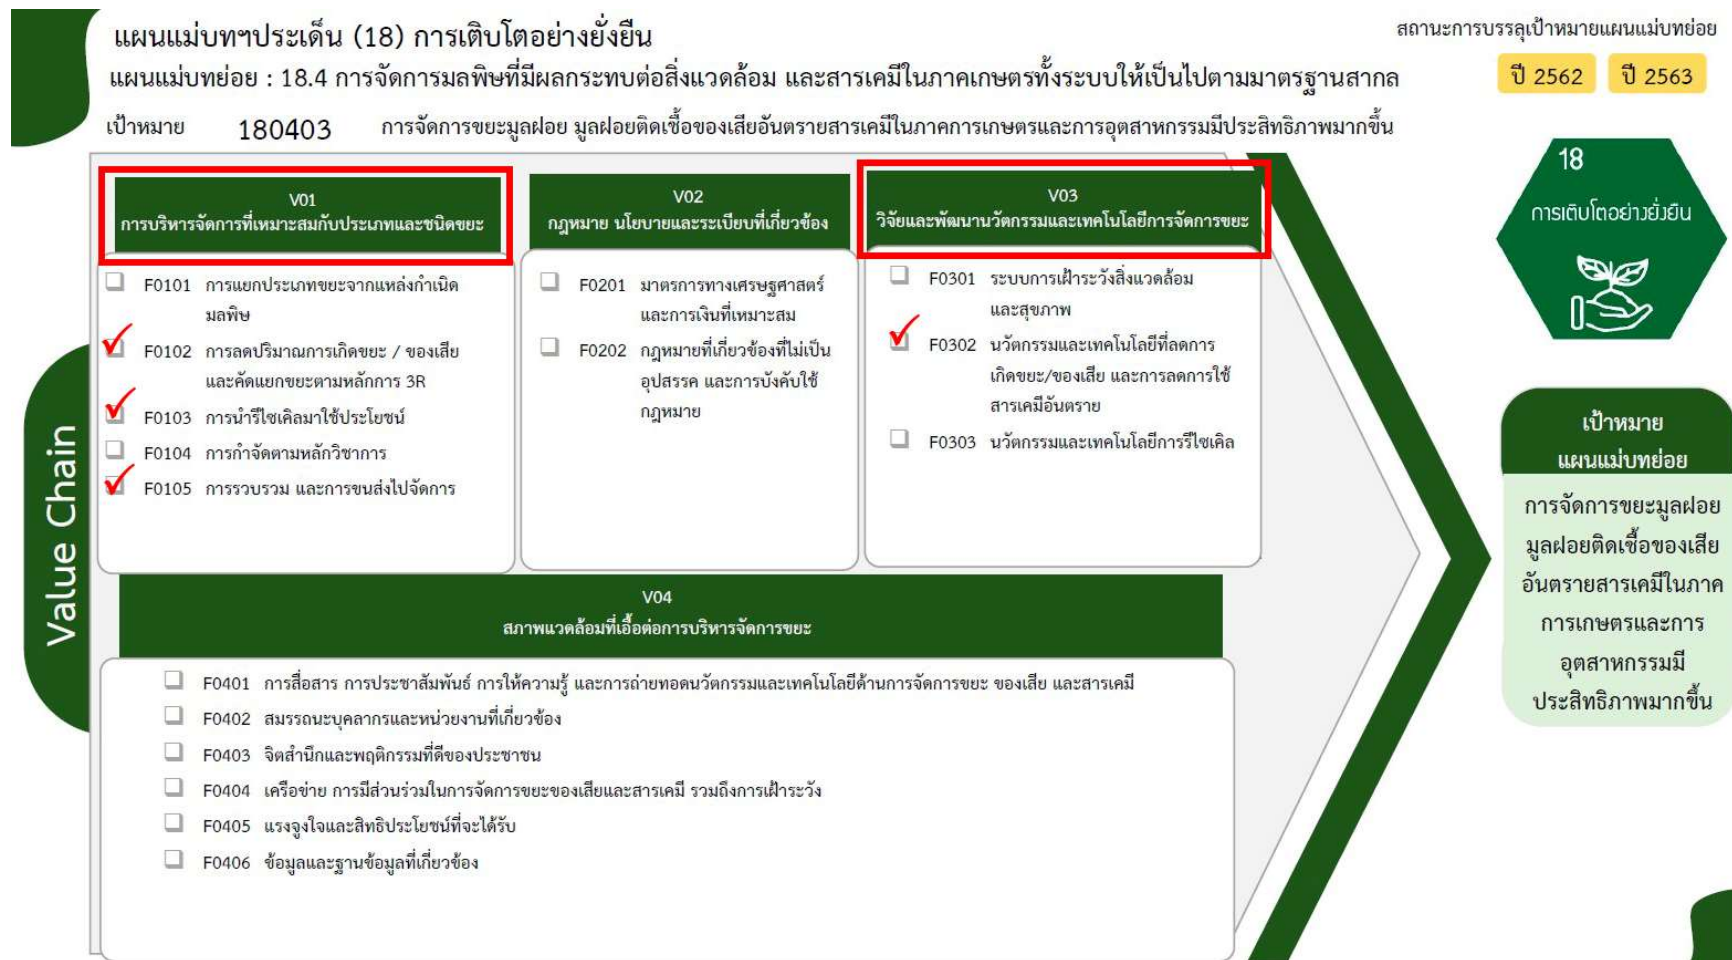 แผนแม่บทฯประเด็น (18) การเติบโตอย่างยั่งยืน
สถานะการบรรลุเป้าหมายแผนแม่บทย่อย
แผนแม่บทย่อย : 18.4 การจัดการมลพิษที่มีผลกระทบต่อสิ่งแวดล้อม และสารเคมีในภาคเกษตรทั้งระบบให้เป็นไปตามมาตรฐานสากล
ปี 2562 ปี 2563
เป้าหมาย 180403 การจัดการขยะมูลฝอย มูลฝอยติดเชื้อของเสียอันตรายสารเคมีในภาคการเกษตรและการอุตสาหกรรมมีประสิทธิภาพมากขึ้น
Value Chain
V01
การบริหารจัดการที่เหมาะสมกับประเภทและชนิดขยะ
F0101 การแยกประเภทขยะจากแหล่งกำเนิด
มลพิษ
F0102 การลดปริมาณการเกิดขยะ / ของเสีย
และคัดแยกขยะตามหลักการ 3R
F0103 การนำรีไซเคิลมาใช้ประโยชน์
F0104 การกำจัดตามหลักวิชาการ
F0105 การรวบรวม และการขนส่งไปจัดการ
V02
กฎหมาย นโยบายและระเบียบที่เกี่ยวข้อง
F0201 มาตรการทางเศรษฐศาสตร์
และการเงินที่เหมาะสม
F0202 กฎหมายที่เกี่ยวข้องที่ไม่เป็น
อุปสรรค และการบังคับใช้
กฎหมาย
V03
วิจัยและพัฒนานวัตกรรมและเทคโนโลยีการจัดการขยะ
F0301 ระบบการเฝ้าระวังสิ่งแวดล้อม
และสุขภาพ
F0302 นวัตกรรมและเทคโนโลยีที่ลดการ
เกิดขยะ/ของเสีย และการลดการใช้
สารเคมีอันตราย
F0303 นวัตกรรมและเทคโนโลยีการรีไซเคิล
V04
สภาพแวดล้อมที่เอื้อต่อการบริหารจัดการขยะ
F0401 การสื่อสาร การประชาสัมพันธ์ การให้ความรู้ และการถ่ายทอดนวัตกรรมและเทคโนโลยีด้านการจัดการขยะ ของเสีย และสารเคมี
F0402 สมรรถนะบุคลากรและหน่วยงานที่เกี่ยวข้อง
F0403 จิตสำนึกและพฤติกรรมที่ดีของประชาชน
F0404 เครือข่าย การมีส่วนร่วมในการจัดการขยะของเสียและสารเคมี รวมถึงการเฝ้าระวัง
F0405 แรงจูงใจและสิทธิประโยชน์ที่จะได้รับ
F0406 ข้อมูลและฐานข้อมูลที่เกี่ยวข้อง
18
การเติบโตอย่างยั่งยืน
เป้าหมาย
แผนแม่บทย่อย
การจัดการขยะมูลฝอย
มูลฝอยติดเชื้อของเสีย
อันตรายสารเคมีในภาค
การเกษตรและการ
อุตสาหกรรมมี
ประสิทธิภาพมากขึ้น